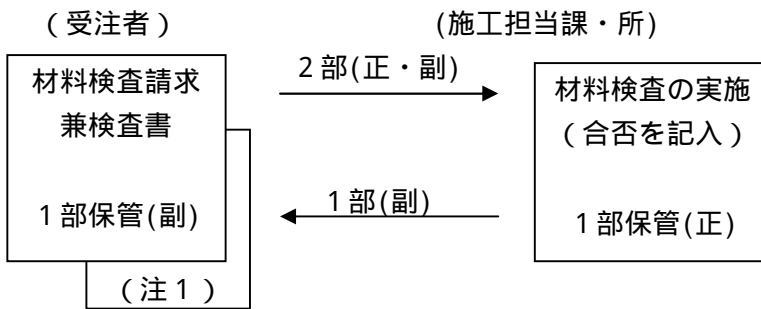 （受注者）
(施工担当課・所)
材料検査請求
兼検査書
1部保管(副)
（注１）
2部(正・副)
1部(副)
材料検査の実施
（合否を記入）
1部保管(正)